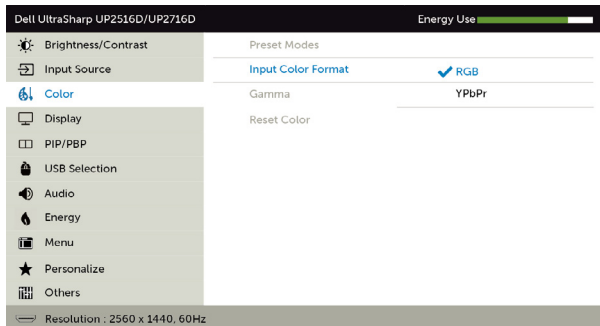 Dell UltraSharp UP2516D/UP2716D Energy Use
Brightness/Contrast Preset Modes
Input Source Input Color Format RGB
Color Gamma YPbPr
Display Reset Color
PIP/PBP
USB Selection
Audio
Energy
Menu
Personalize
Others
Resolution : 2560 x 1440, 60Hz